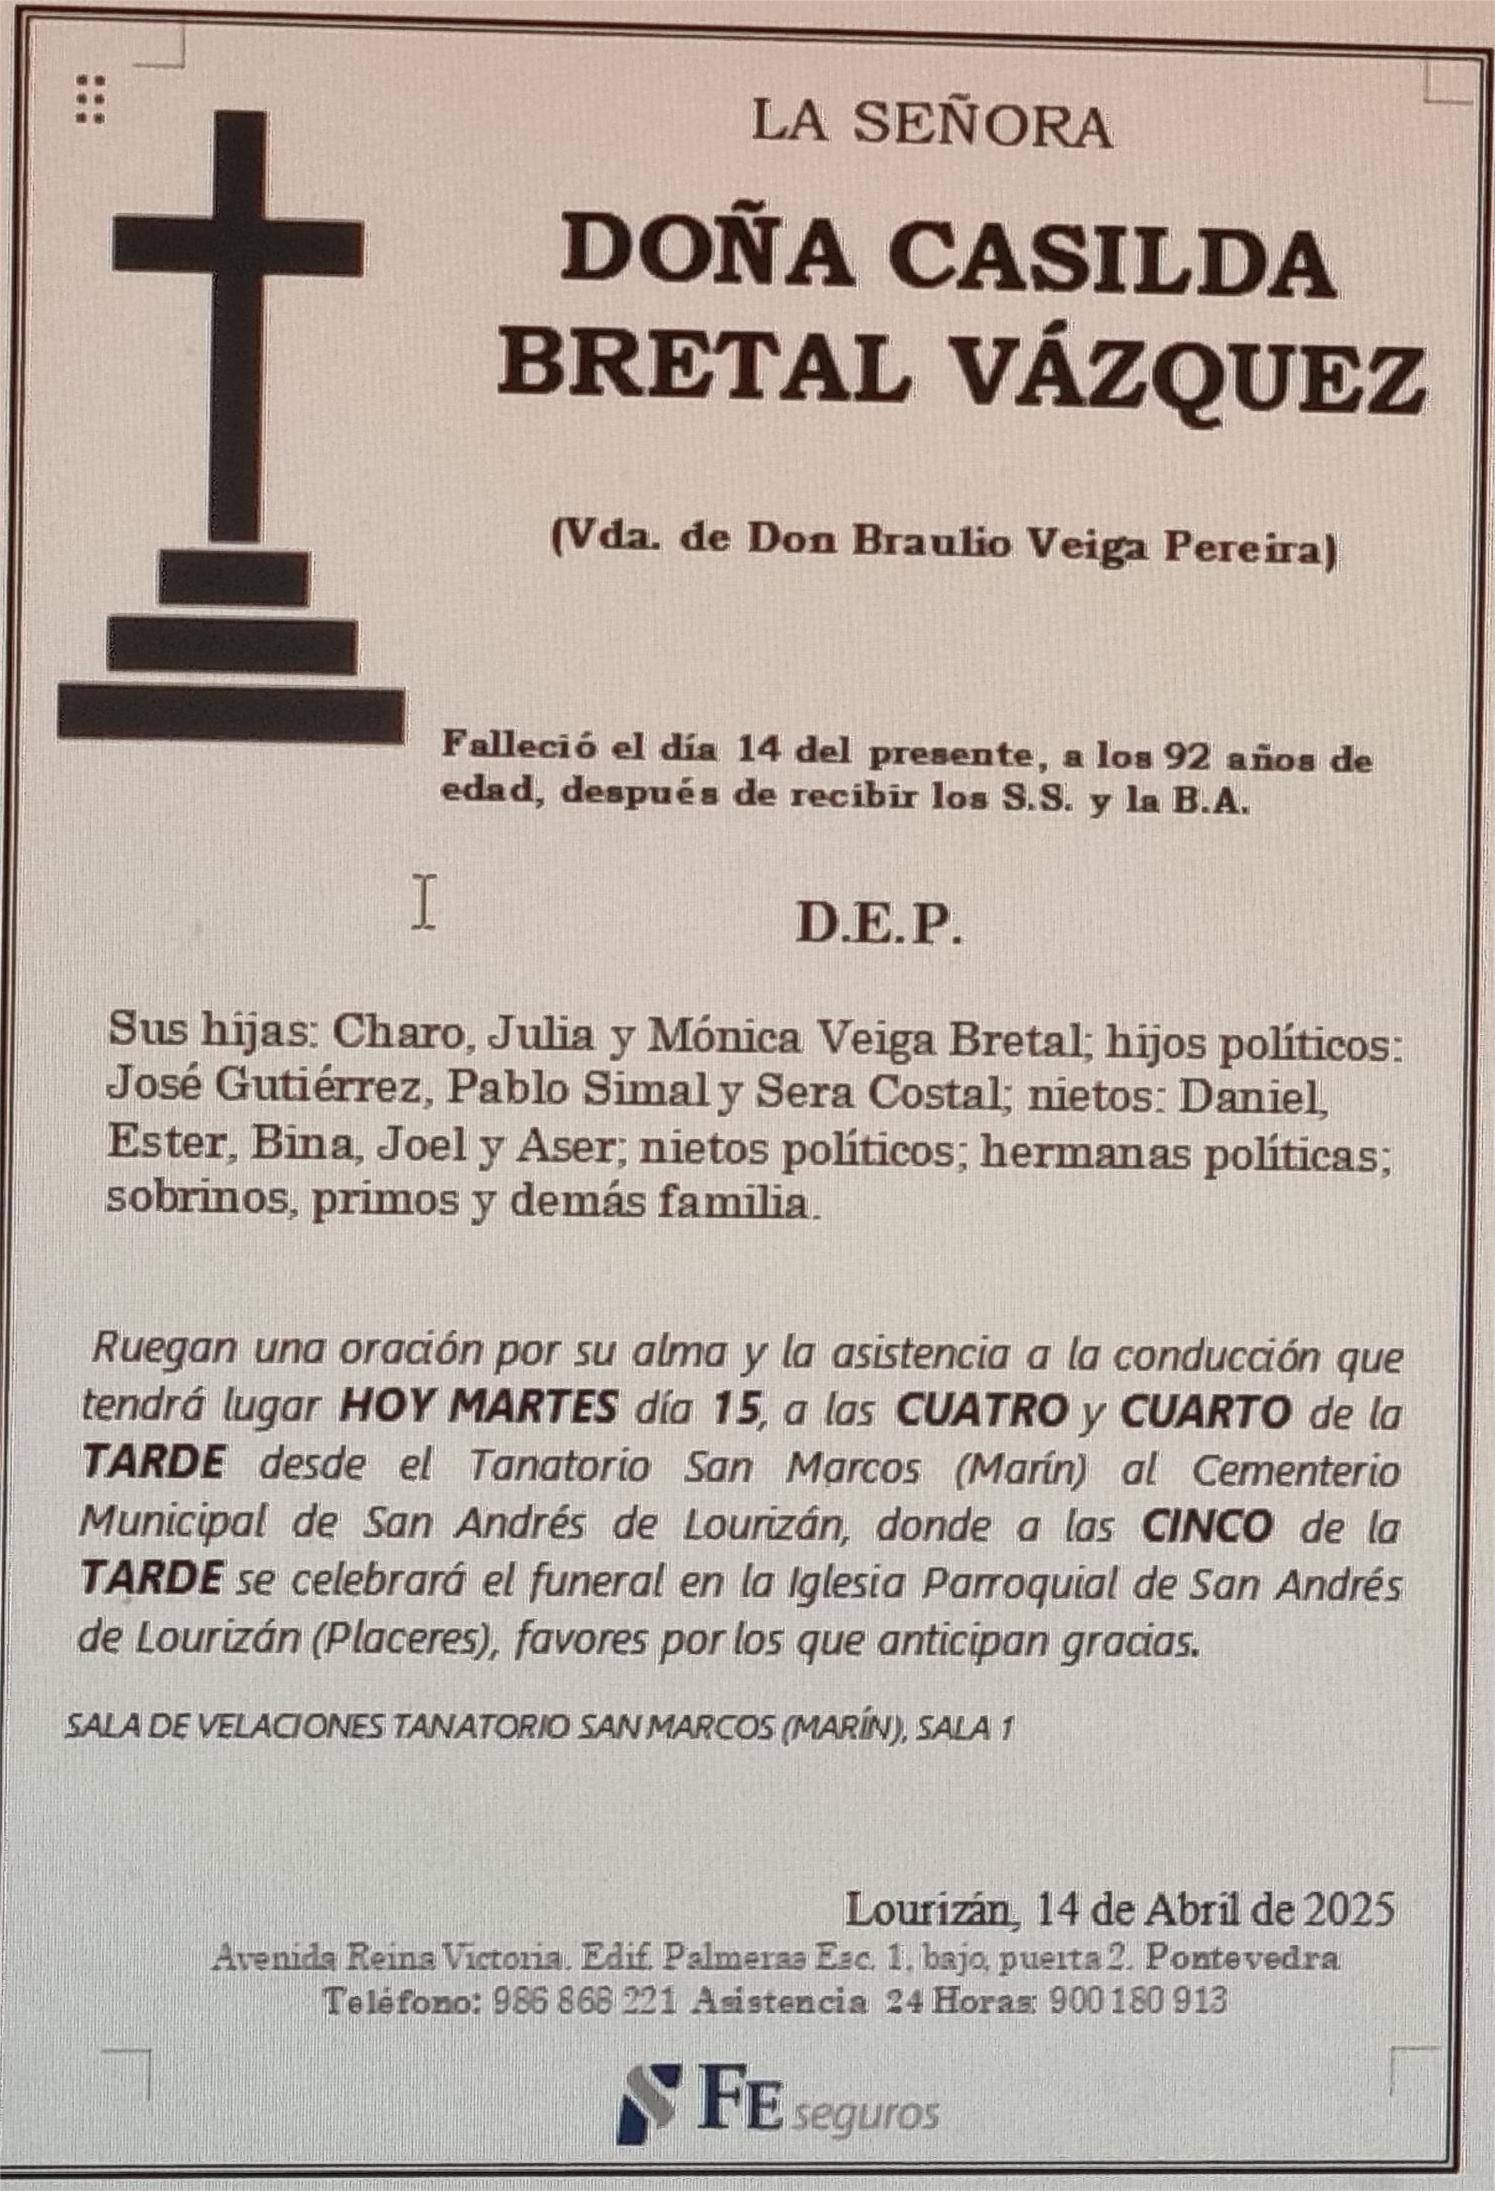 LA SEÑORA
DOÑA CASILDA
BRETAL VÁZQUEZ
(Vda. de Don Braulio Veiga Pereira)
Falleció el día 14 del presente, a los 92 años de
edad, después de recibir los S.S. y la B.A.
D.E.P.
Sus hijas: Charo, Julia y Mónica Veiga Bretal; hijos políticos:
José Gutiérrez, Pablo Simal y Sera Costal; nietos: Daniel,
Ester, Bina, Joel y Aser; nietos políticos; hermanas políticas;
sobrinos, primos y demás familia.
Ruegan una oración por su alma y la asistencia a la conducción que
tendrá lugar HOY MARTES día 15, a las CUATRO y CUARTO de la
TARDE desde el Tanatorio San Marcos (Marín) al Cementerio
Municipal de San Andrés de Lourizán, donde a las CINCO de la
TARDE se celebrará el funeral en la Iglesia Parroquial de San Andrés
de Lourizán (Placeres), favores por los que anticipan gracias.
SALA DE VELACIONES TANATORIO SAN MARCOS (MARÍN), SALA 1
Lourizán, 14 de Abril de 2025
Avenida Reina Victoria. Edif. Palmeras Esc. 1, bajo, puerta 2. Pontevedra
Teléfono: 986 868 221 Asistencia 24 Horas: 900 180 913
FE seguros